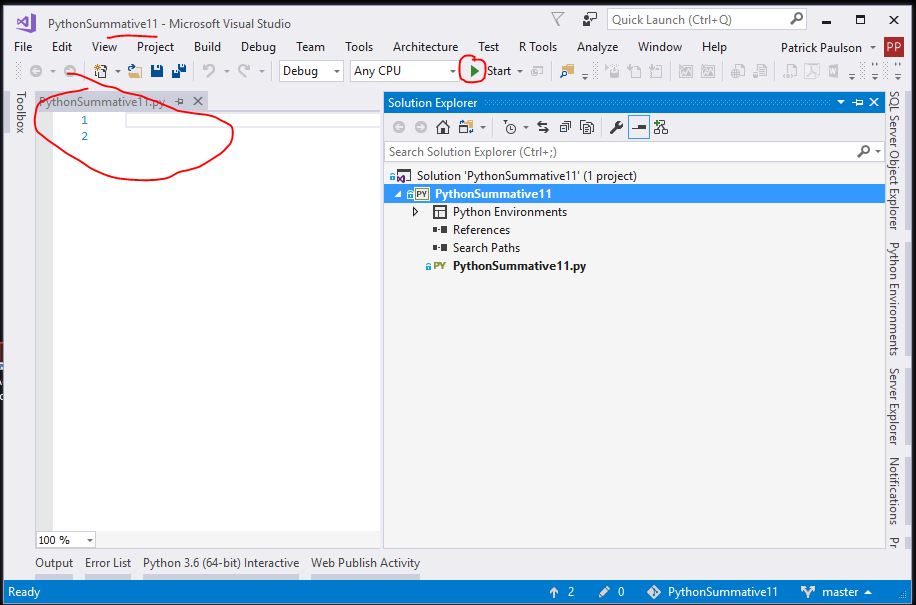 PythonSummative11 - Microsoft Visual Studio
Quick Launch (Ctrl+Q)
File Edit View Project Build Debug Team Tools Architecture Test R Tools Analyze Window Help Patrick Paulson PP
Debug Any CPU Start
Toolbox
PythonSummative11.py
1
2
100 %
Solution Explorer
Search Solution Explorer (Ctrl+;)
Solution 'PythonSummative11' (1 project)
PY PythonSummative11
Python Environments
References
Search Paths
PY PythonSummative11.py
SQL Server Object Explorer
Python Environments
Server Explorer
Notifications
Pr
Output Error List Python 3.6 (64-bit) Interactive Web Publish Activity
Ready 2 0 PythonSummative11 master